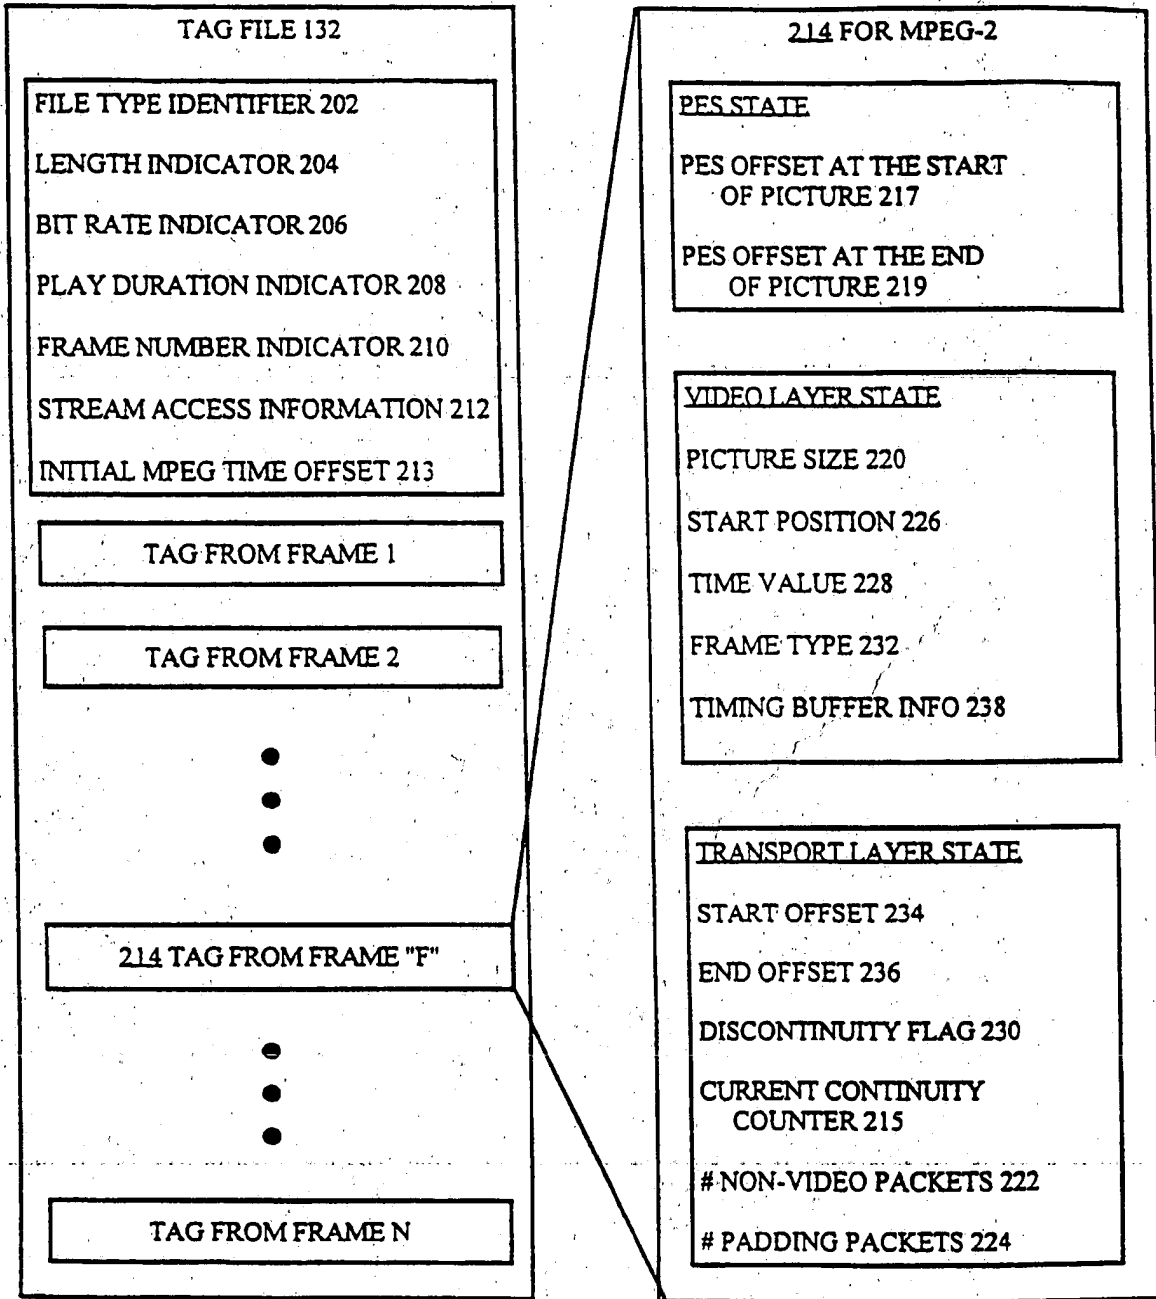 TAG FILE 132
FILE TYPE IDENTIFIER 202
LENGTH INDICATOR 204
BIT RATE INDICATOR 206
PLAY DURATION INDICATOR 208
FRAME NUMBER INDICATOR 210
STREAM ACCESS INFORMATION 212
INITIAL MPEG TIME OFFSET 213
TAG FROM FRAME 1
TAG FROM FRAME 2
214 TAG FROM FRAME "F"
TAG FROM FRAME N
214 FOR MPEG-2
PES STATE
PES OFFSET AT THE START
OF PICTURE 217
PES OFFSET AT THE END
OF PICTURE 219
VIDEO LAYER STATE
PICTURE SIZE 220
START POSITION 226
TIME VALUE 228
FRAME TYPE 232
TIMING BUFFER INFO 238
TRANSPORT LAYER STATE
START OFFSET 234
END OFFSET 236
DISCONTINUITY FLAG 230
CURRENT CONTINUITY
COUNTER 215
# NON-VIDEO PACKETS 222
# PADDING PACKETS 224